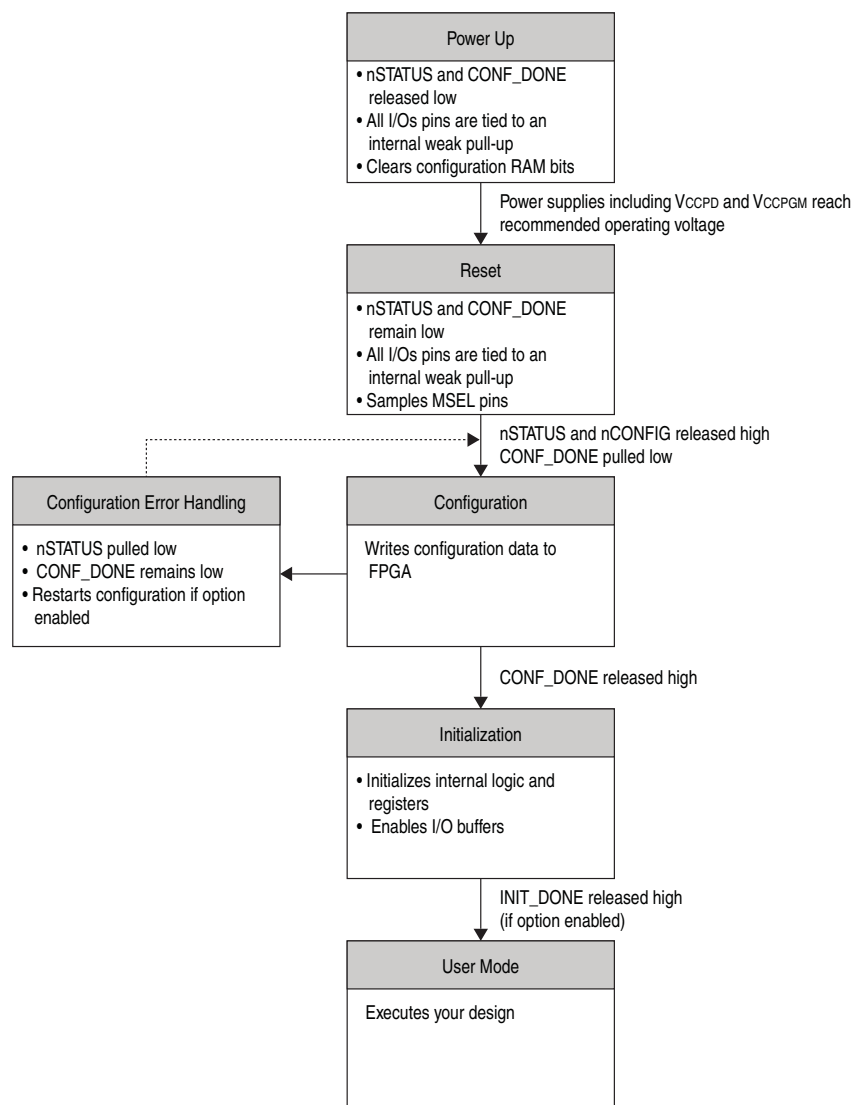 Power Up
• nSTATUS and CONF_DONE
released low
• All I/Os pins are tied to an
internal weak pull-up
• Clears configuration RAM bits
Power supplies including VCCPD and VCCPGM reach
recommended operating voltage
Reset
• nSTATUS and CONF_DONE
remain low
• All I/Os pins are tied to an
internal weak pull-up
• Samples MSEL pins
nSTATUS and nCONFIG released high
CONF_DONE pulled low
Configuration Error Handling
• nSTATUS pulled low
• CONF_DONE remains low
• Restarts configuration if option
enabled
Configuration
Writes configuration data to
FPGA
CONF_DONE released high
Initialization
• Initializes internal logic and
registers
• Enables I/O buffers
INIT_DONE released high
(if option enabled)
User Mode
Executes your design